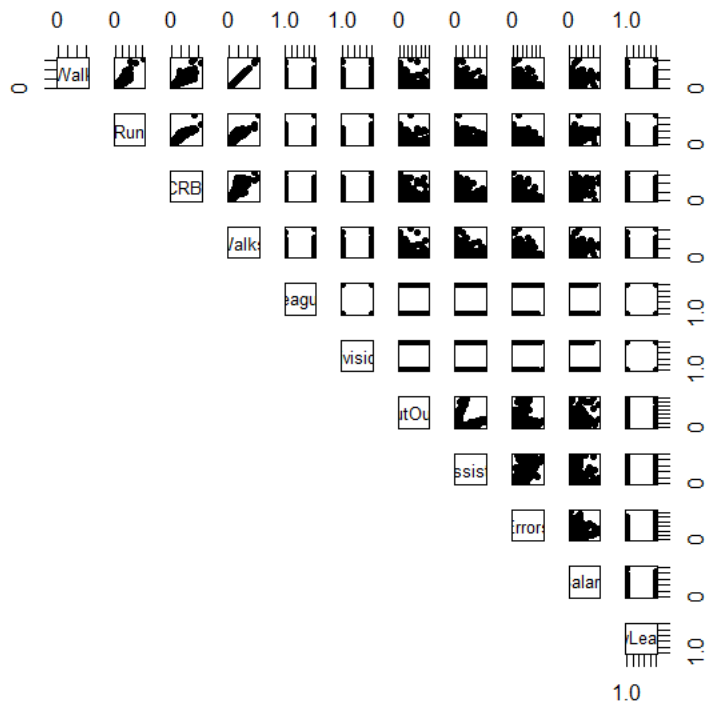 0 0 0 0 1.0 1.0 0 0 0 0 1.0
0 Walk 0
Run 0
CRB 0
Walks 0
eagu 1.0
visio 1.0
utOu 0
ssist 0
Errors 0
alar 0
Lea 1.0
1.0